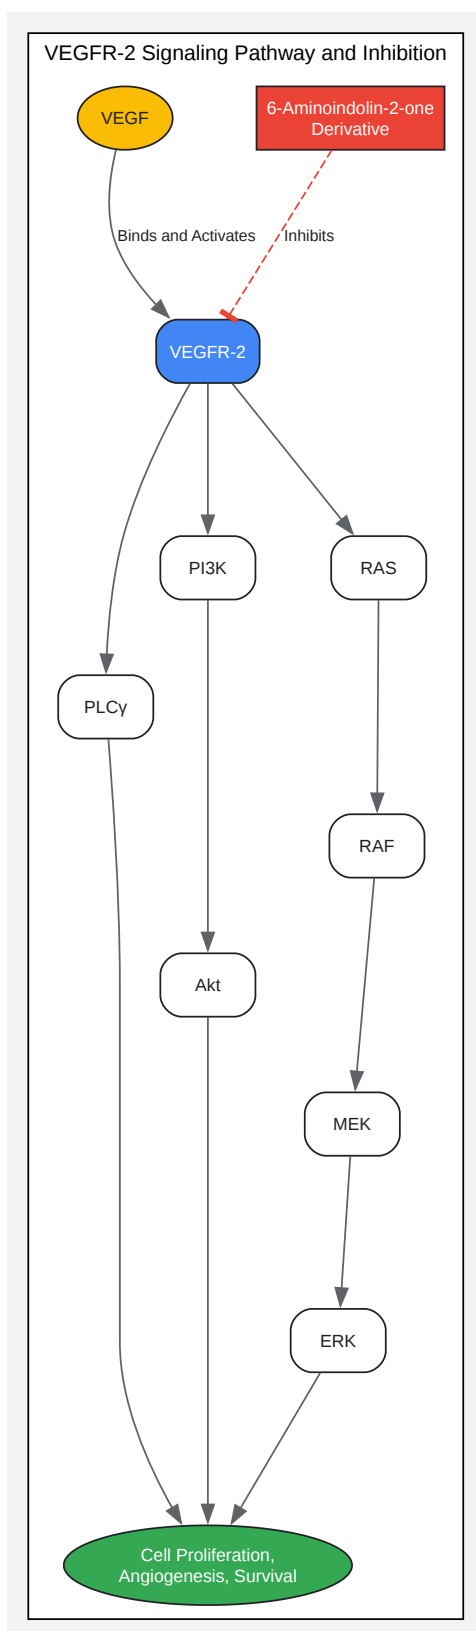 VEGFR-2 Signaling Pathway and Inhibition
VEGF
6-Aminoindolin-2-one
Derivative
Binds and Activates
Inhibits
VEGFR-2
PI3K
RAS
PLCγ
RAF
Akt
MEK
ERK
Cell Proliferation,
Angiogenesis, Survival